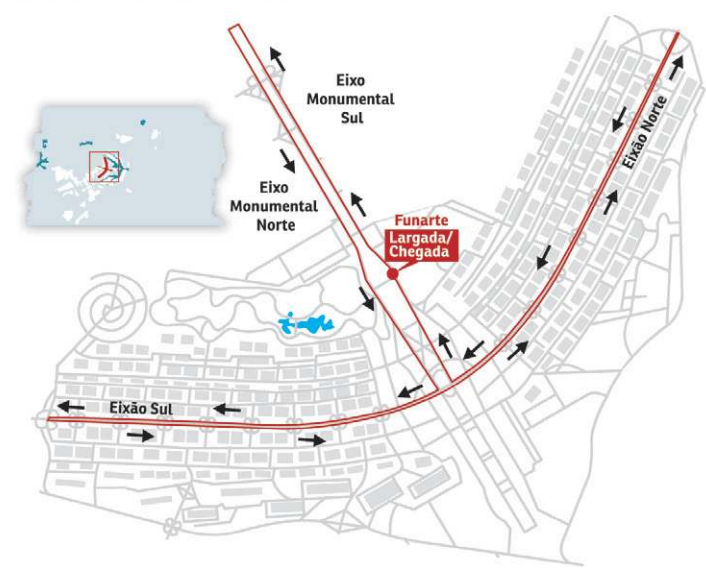 Eixo
Monumental
Sul
Eixo
Monumental
Norte
Funarte
Largada/
Chegada
Eixão Norte
Eixão Sul